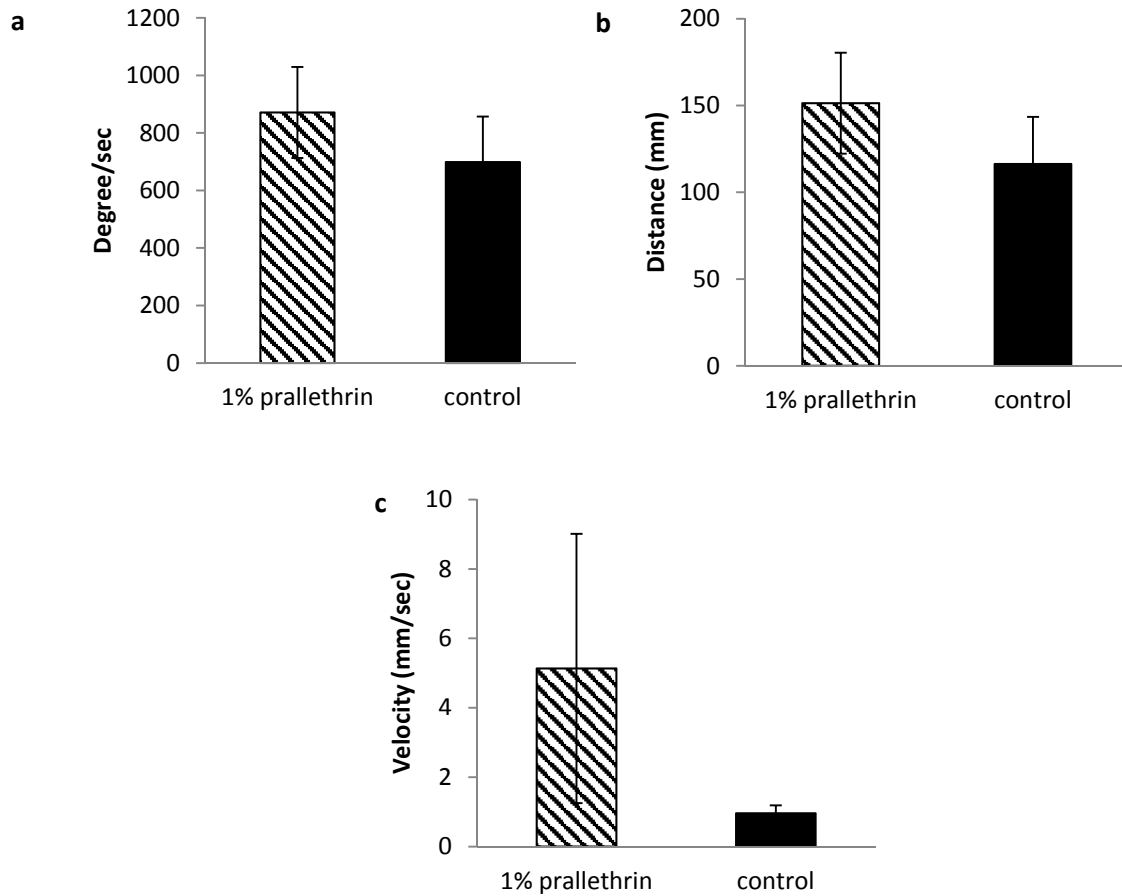 a
1200
1000
800
600
400
200
0
Degree/sec
1% prallethrin control
b
200
150
100
50
0
Distance (mm)
1% prallethrin control
c
10
8
6
4
2
0
Velocity (mm/sec)
1% prallethrin control